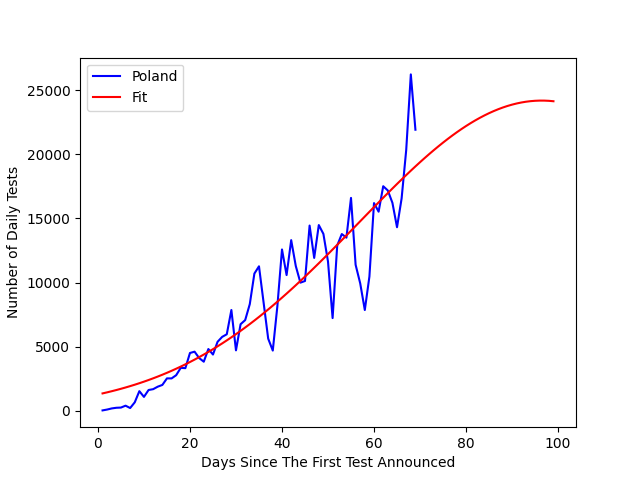 Poland
Fit
25000
20000
15000
10000
5000
0
Number of Daily Tests
0 20 40 60 80 100
Days Since The First Test Announced